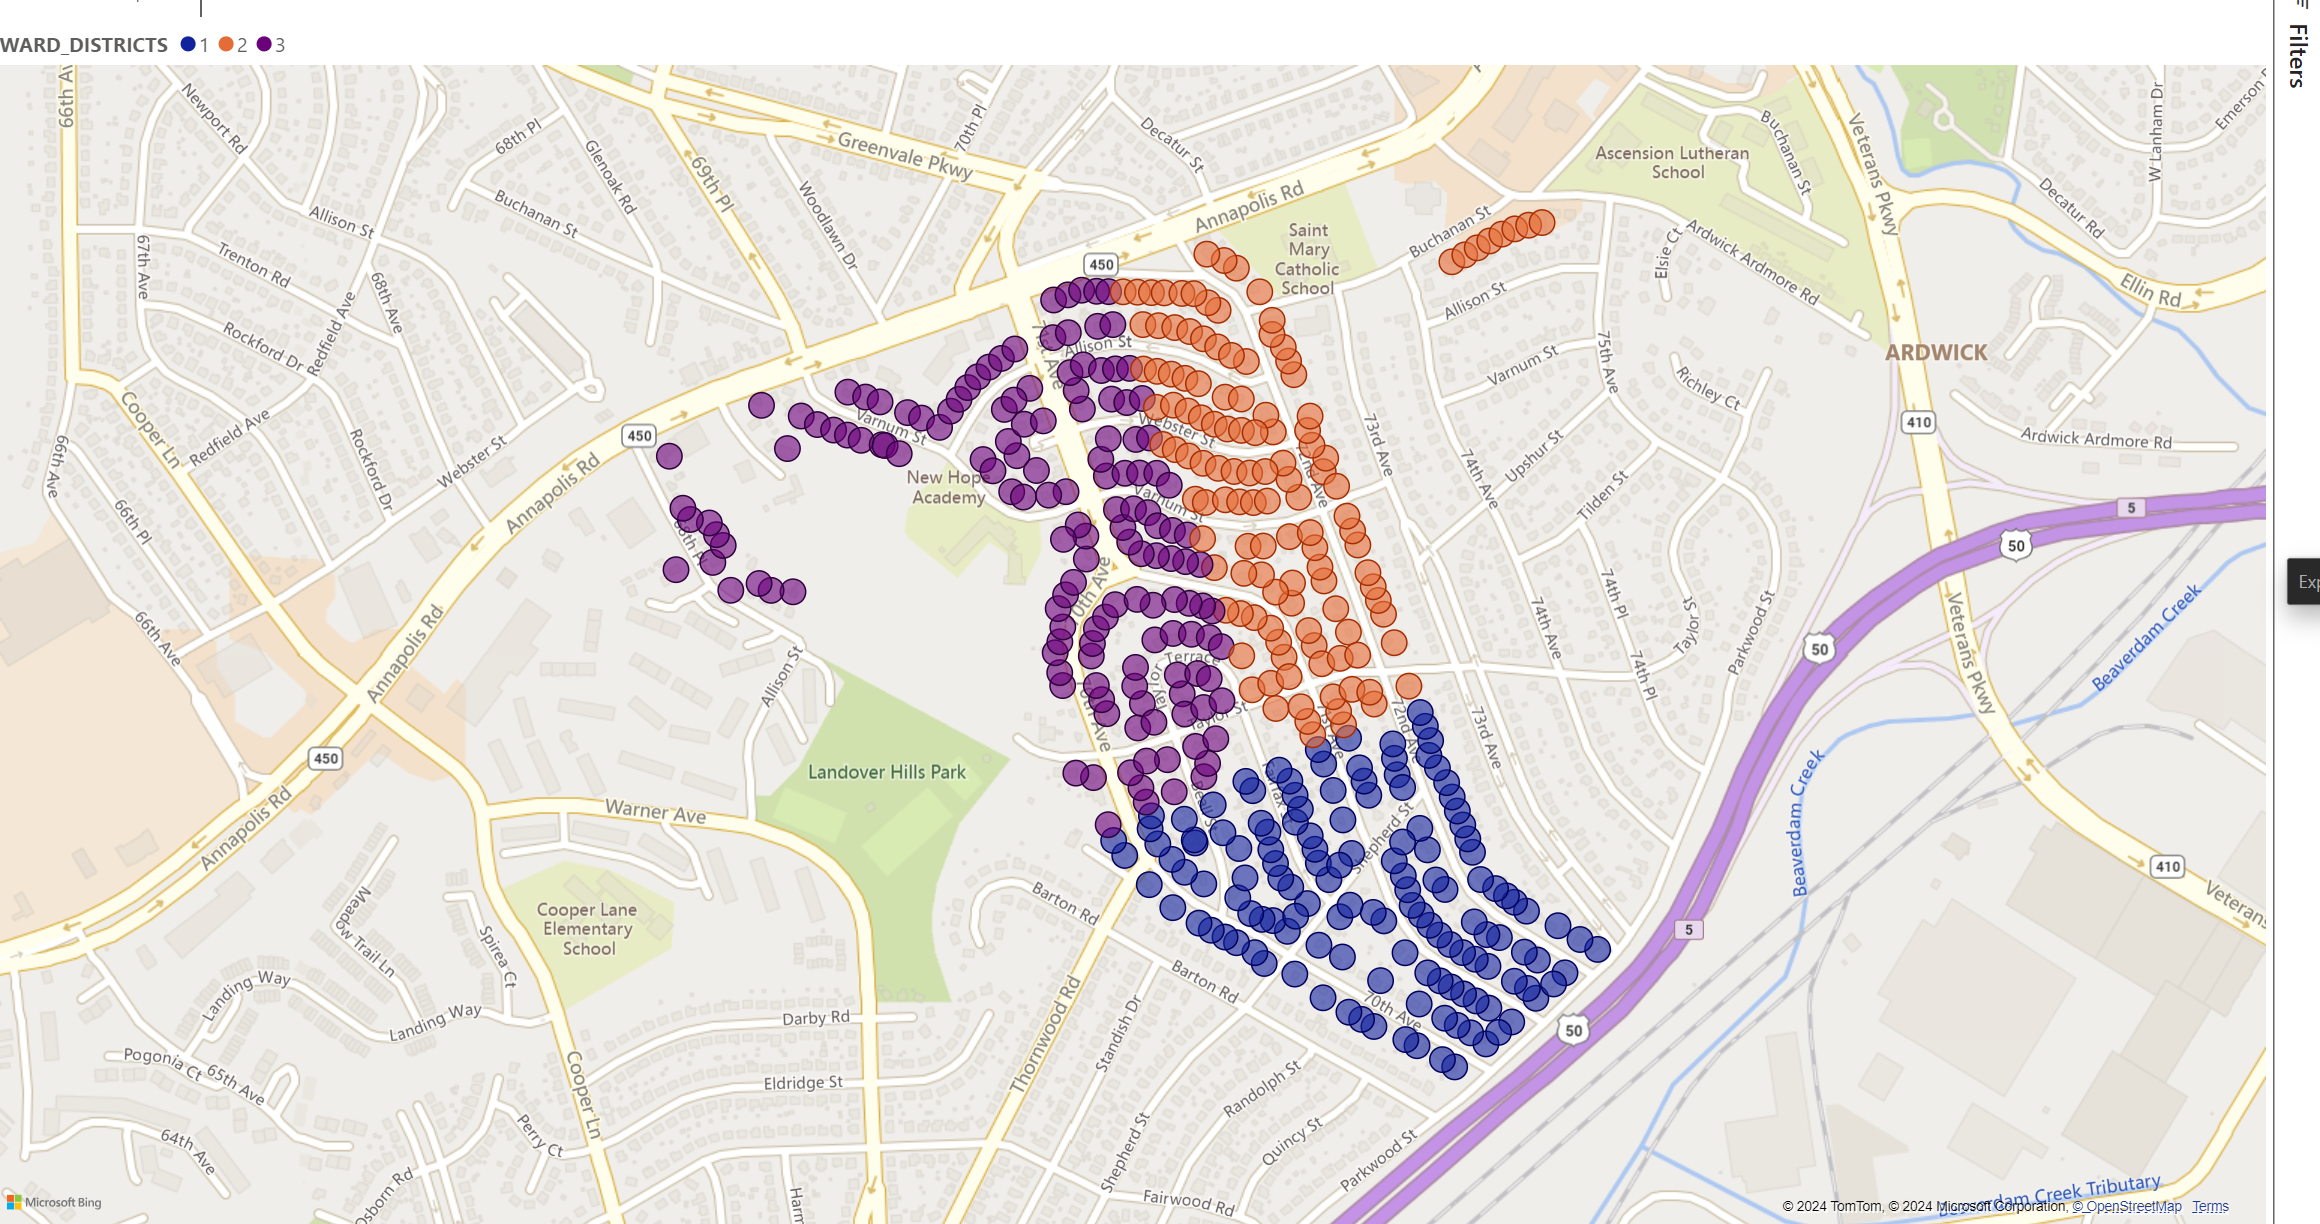 WARD_DISTRICTS 1 2 3
Filters
66th Av
Newport Rd
68th Pl
Glenoak Rd
69th Pl
Greenvale Pkwy
70th Pl
Decatur St
Annapolis Rd
Woodlawn Dr
Buchanan St
Allison St
67th Ave
Trenton Rd
68th Ave
Redfield Ave
Rockford Dr
Ascension Lutheran
School
Buchanan St
Veterans Pkwy
W Lanham Dr
Emerson
Decatur Rd
Saint
Mary
Catholic
School
Buchanan St
Elsie Ct
Ardwick Ardmore Rd
Ellin Rd
450
Allison St
Allison St
ARDWICK
Varnum St
75th Ave
Richley Ct
Cooper Ln
Redfield Ave
Rockford Dr
Webster St
450
Varnum St
Webster St
73rd Ave
410
Ardwick Ardmore Rd
66th Ave
66th Pl
Annapolis Rd
New Hope
Academy
Varnum St
74th Ave
Upshur St
Tilden St
5
50
66th Ave
Annapolis Rd
Allison St
Terrace
Taylor St
74th Ave
74th Pl
74th Pl
Taylor St
Parkwood St
50
Veterans Pkwy
Beaverdam Creek
Exp
450
Annapolis Rd
Landover Hills Park
Warner Ave
73rd Ave
Beaverdam Creek
Shepherd St
410
Veterans
Cooper Lane
Elementary
School
Meadow Trail Ln
Spirea Ct
Barton Rd
Barton Rd
5
Landing Way
Landing Way
Darby Rd
Thornwood Rd
Standish Dr
70th Ave
50
Pogonia Ct
65th Ave
Cooper Ln
Eldridge St
Randolph St
64th Ave
Perry Ct
Shepherd St
Quincy St
Parkwood St
Osborn Rd
Harm
Fairwood Rd
Beaverdam Creek Tributary
Microsoft Bing
© 2024 TomTom, © 2024 Microsoft Corporation, © OpenStreetMap Terms